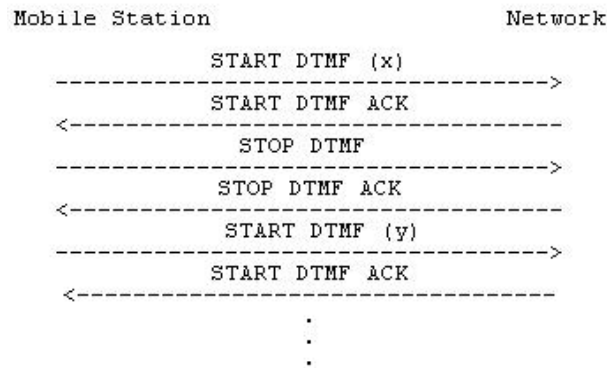 Mobile Station Network
START DTMF (x)
START DTMF ACK
STOP DTMF
STOP DTMF ACK
START DTMF (y)
START DTMF ACK
.
.
.